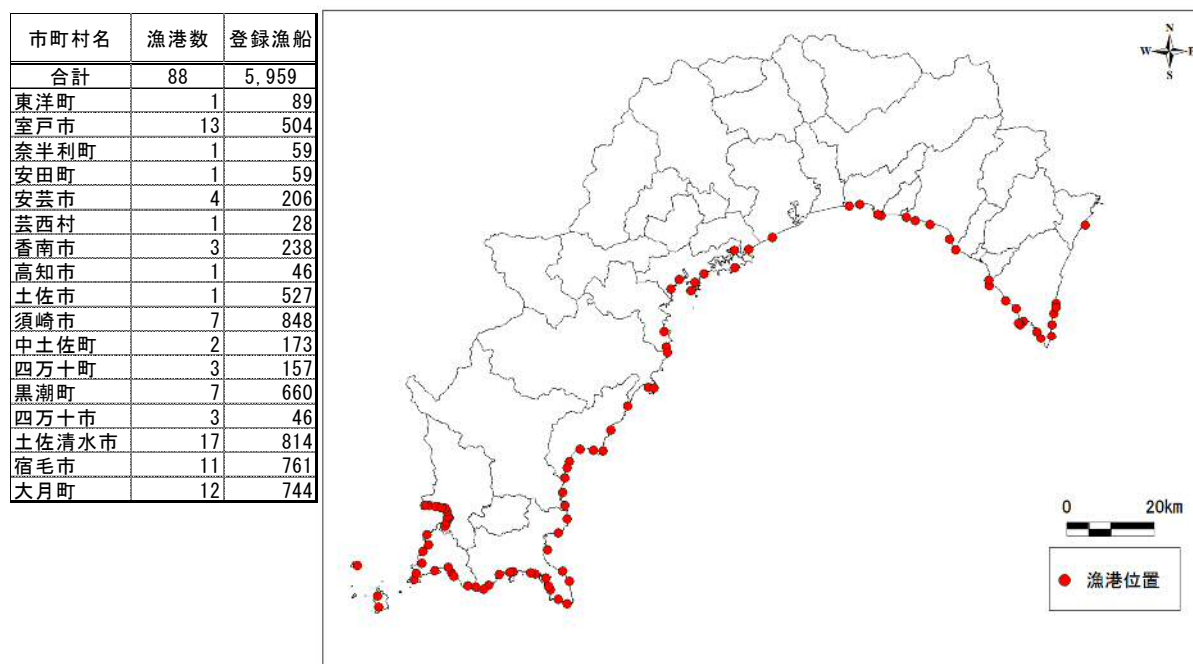 市町村名 漁港数 登録漁船
合計 88 5,959
東洋町 1 89
室戸市 13 504
奈半利町 1 59
安田町 1 59
安芸市 4 206
芸西村 1 28
香南市 3 238
高知市 1 46
土佐市 1 527
須崎市 7 848
中土佐町 2 173
四万十町 3 157
黒潮町 7 660
四万十市 3 46
土佐清水市 17 814
宿毛市 11 761
大月町 12 744
N
W E
S
0 20km
漁港位置